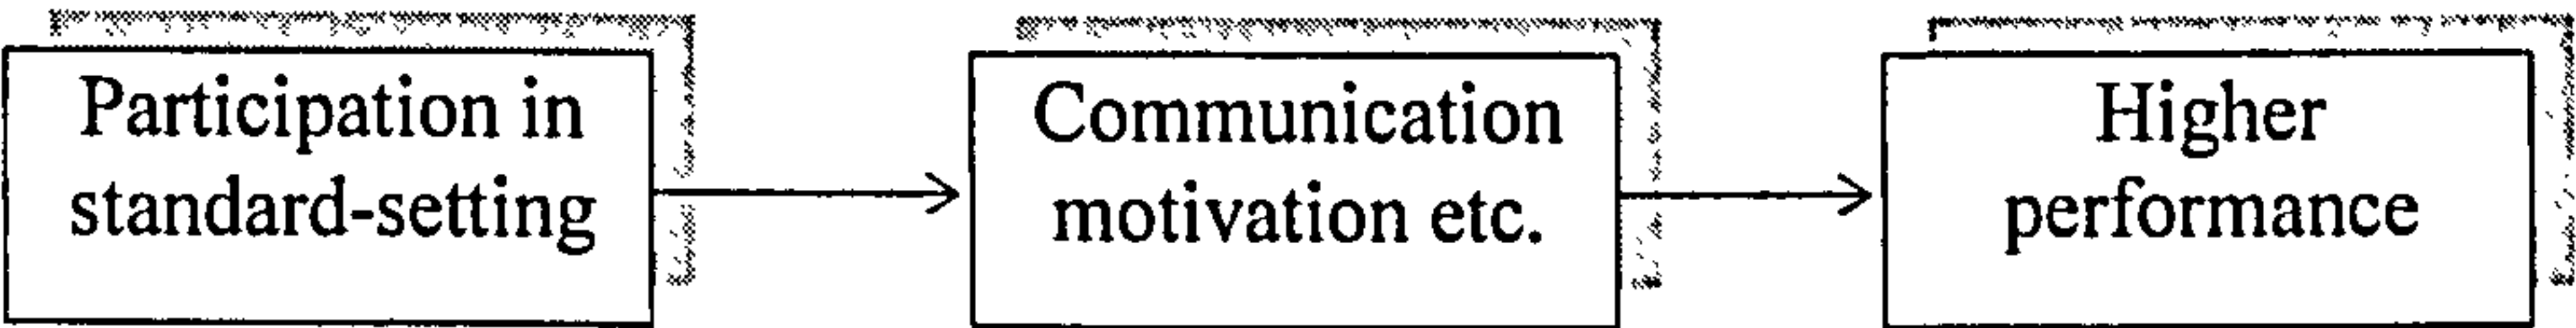 Participation in
standard-setting
Communication
motivation etc.
Higher
performance